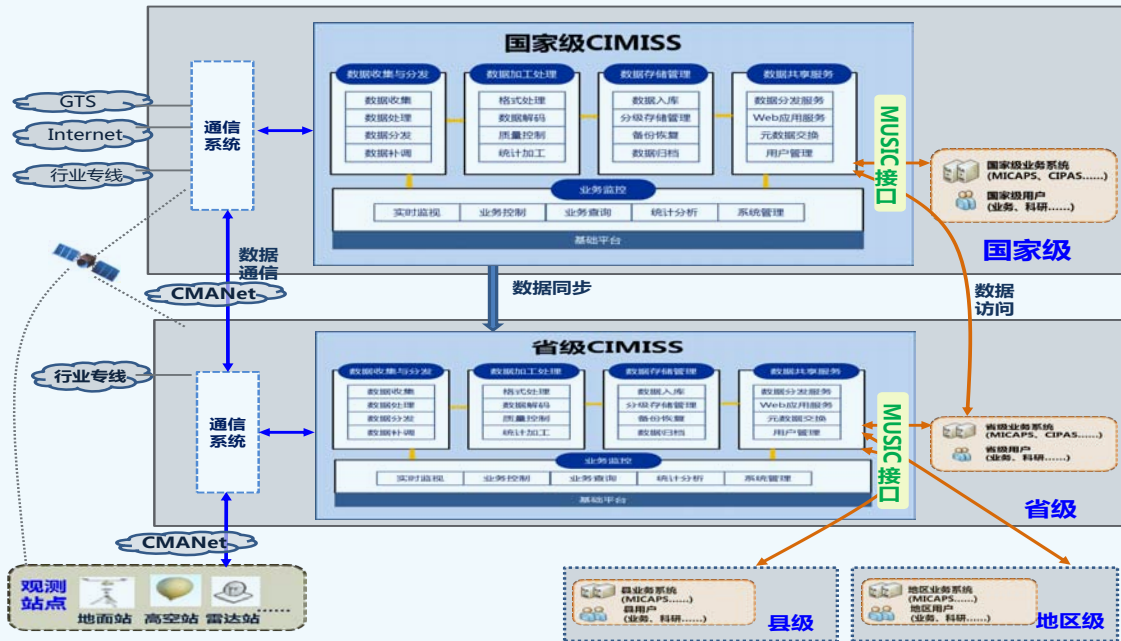 国家级CIMISS
数据收集与分发
数据收集
数据处理
数据分发
数据补调
数据加工处理
格式处理
数据解码
质量控制
统计加工
数据存储管理
数据入库
分级存储管理
备份恢复
数据归档
数据共享服务
数据分发服务
Web应用服务
元数据交换
用户管理
业务监控
实时监视
业务控制
业务查询
统计分析
系统管理
基础平台
GTS
Internet
行业专线
通信
系统
MUSIC 接口
国家级业务系统
(MICAPS、CIPAS……)
国家级用户
(业务、科研……)
国家级
数据
通信
CMANet
数据同步
数据
访问
省级CIMISS
数据收集与分发
数据收集
数据处理
数据分发
数据补调
数据加工处理
格式处理
数据解码
质量控制
统计加工
数据存储管理
数据入库
分级存储管理
备份恢复
数据归档
数据共享服务
数据分发服务
Web应用服务
元数据交换
用户管理
业务监控
实时监视
业务控制
业务查询
统计分析
系统管理
基础平台
行业专线
通信
系统
MUSIC 接口
省级业务系统
(MICAPS、CIPAS……)
省级用户
(业务、科研……)
省级
CMANet
观测
站点
地面站
高空站
雷达站
……
县业务系统
(MICAPS……)
县用户
(业务、科研……)
县级
地区业务系统
(MICAPS……)
地区用户
(业务、科研……)
地区级